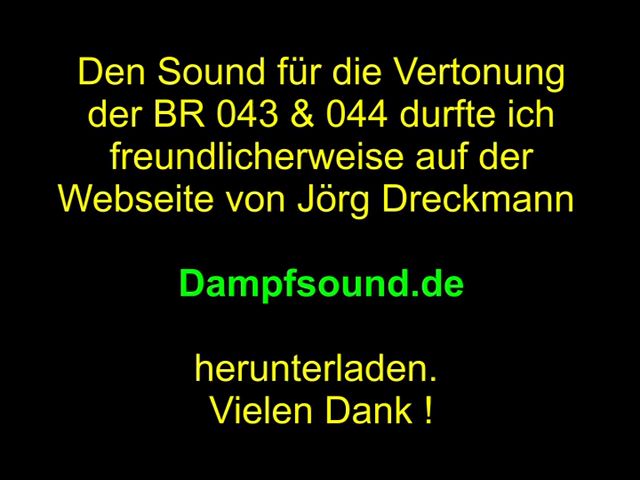 Den Sound für die Vertonung
der BR 043 & 044 durfte ich
freundlicherweise auf der
Webseite von Jörg Dreckmann
Dampfsound.de
herunterladen.
Vielen Dank !